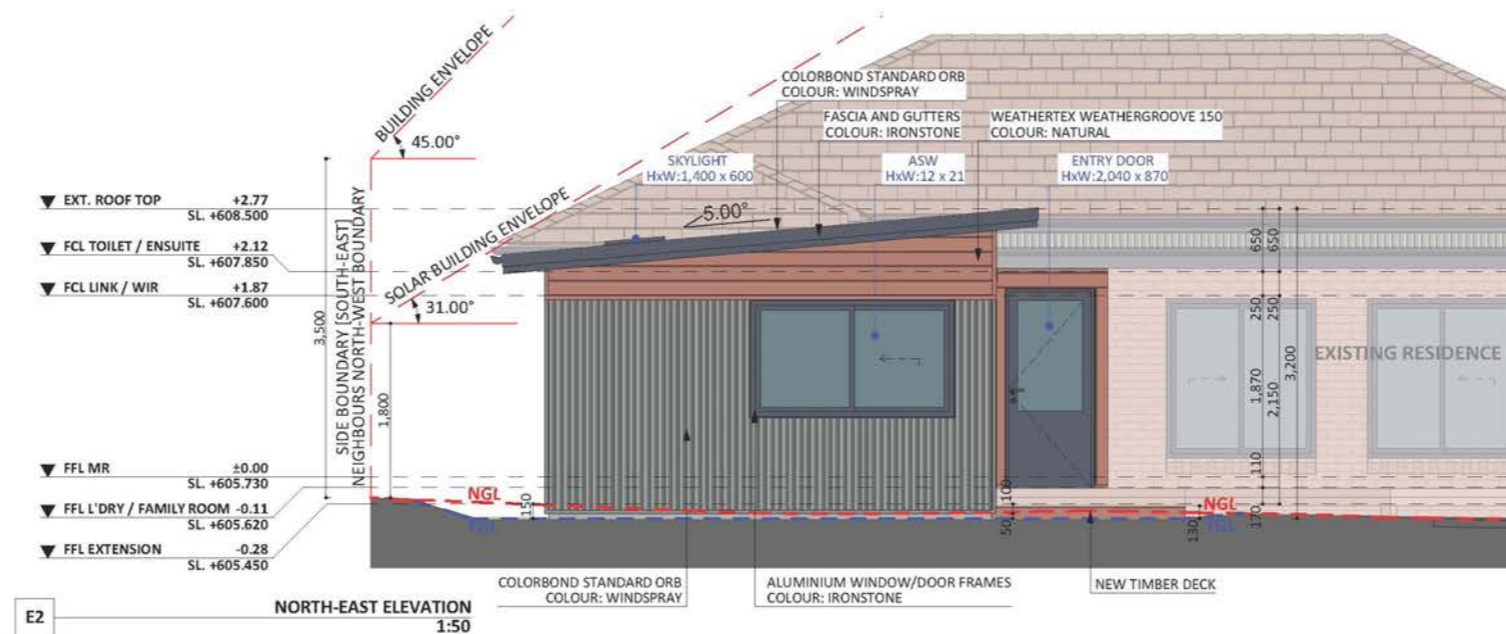 BUILDING ENVELOPE
45.00°
COLORBOND STANDARD ORB
COLOUR: WINDSPRAY
FASCIA AND GUTTERS
COLOUR: IRONSTONE
WEATHERTEX WEATHERGROOVE 150
COLOUR: NATURAL
SKYLIGHT
HxW:1,400 x 600
ASW
HxW:12 x 21
ENTRY DOOR
HxW:2,040 x 870
EXT. ROOF TOP +2.77
SL. +608.500
FCL TOILET / ENSUITE +2.12
SL. +607.850
FCL LINK / WIR +1.87
SL. +607.600
5.00°
SOLAR BUILDING ENVELOPE
31.00°
3,500
SIDE BOUNDARY [SOUTH-EAST]
NEIGHBOURS NORTH-WEST BOUNDARY
1,800
650
650
250
250
1,870
2,150
3,200
110
170
EXISTING RESIDENCE
FFL MR ±0.00
SL. +605.730
FFL L'DRY / FAMILY ROOM -0.11
SL. +605.620
FFL EXTENSION -0.28
SL. +605.450
NGL
150
100
50
NGL
130
COLORBOND STANDARD ORB
COLOUR: WINDSPRAY
ALUMINIUM WINDOW/DOOR FRAMES
COLOUR: IRONSTONE
NEW TIMBER DECK
E2
NORTH-EAST ELEVATION
1:50